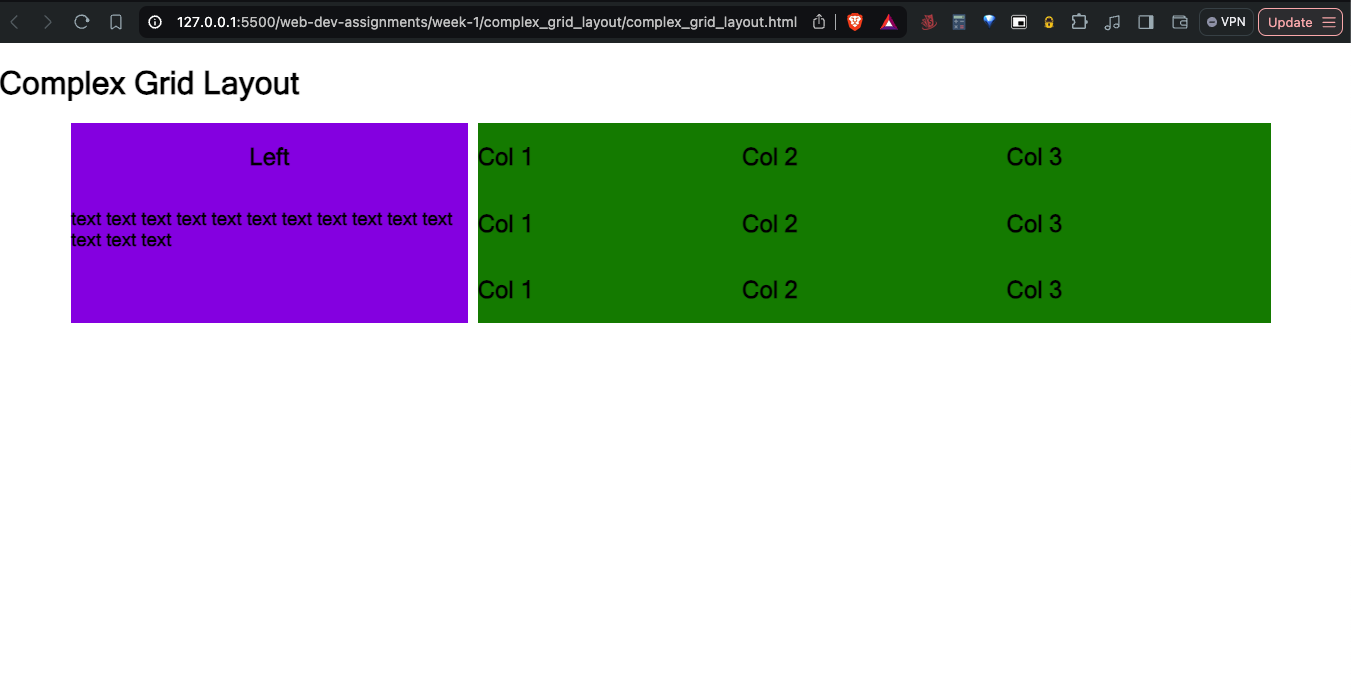 127.0.0.1:5500/web-dev-assignments/week-1/complex_grid_layout/complex_grid_layout.html VPN Update
Complex Grid Layout
Left
text text text text text text text text text text text
text text text
Col 1 Col 2 Col 3
Col 1 Col 2 Col 3
Col 1 Col 2 Col 3